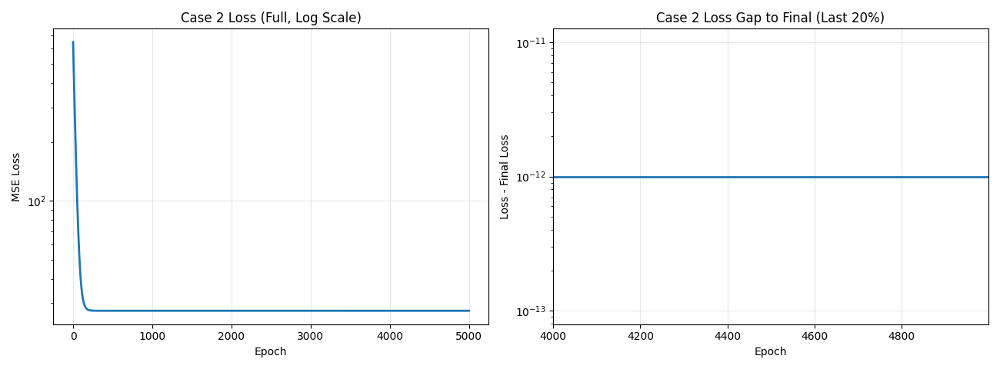 Case 2 Loss (Full, Log Scale)
MSE Loss
10²
0 1000 2000 3000 4000 5000
Epoch
Case 2 Loss Gap to Final (Last 20%)
Loss - Final Loss
10⁻¹¹
10⁻¹²
10⁻¹³
4000 4200 4400 4600 4800
Epoch